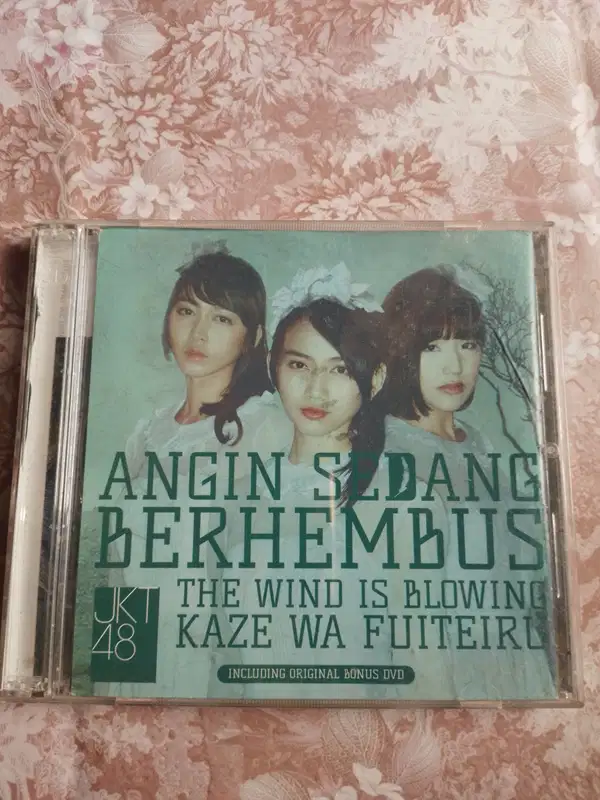 ANGIN SEDANG
BERHEMBUS
THE WIND IS BLOWING
KAZE WA FUITEIRU
JKT
48
INCLUDING ORIGINAL BONUS DVD